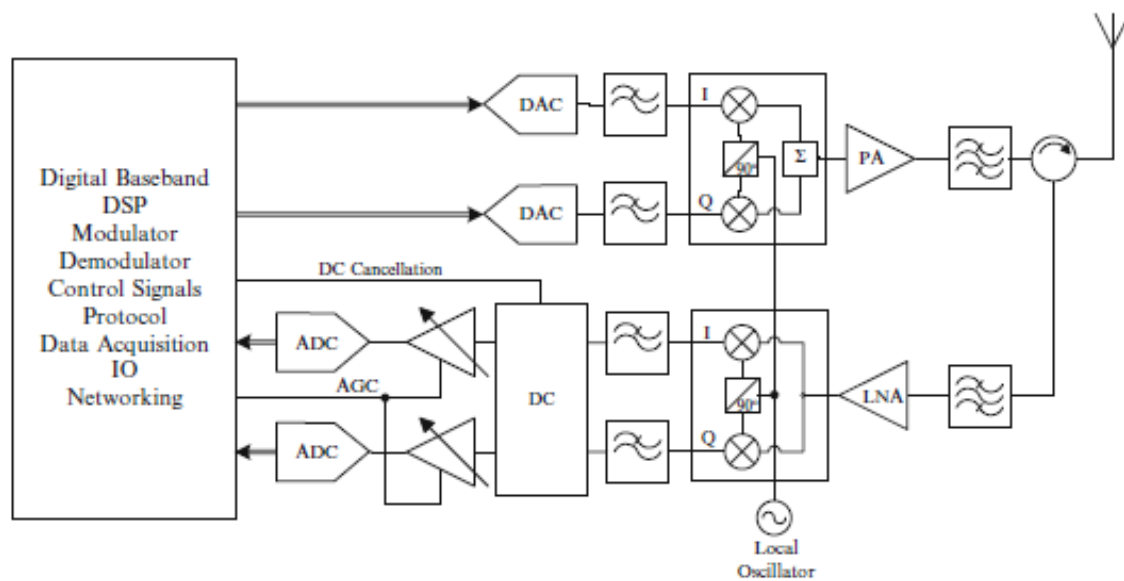 Digital Baseband
DSP
Modulator
Demodulator
Control Signals
Protocol
Data Acquisition
IO
Networking
DAC
I
90°
Σ
PA
DAC
Q
DC Cancellation
ADC
AGC
DC
I
90°
LNA
ADC
Q
Local
Oscillator